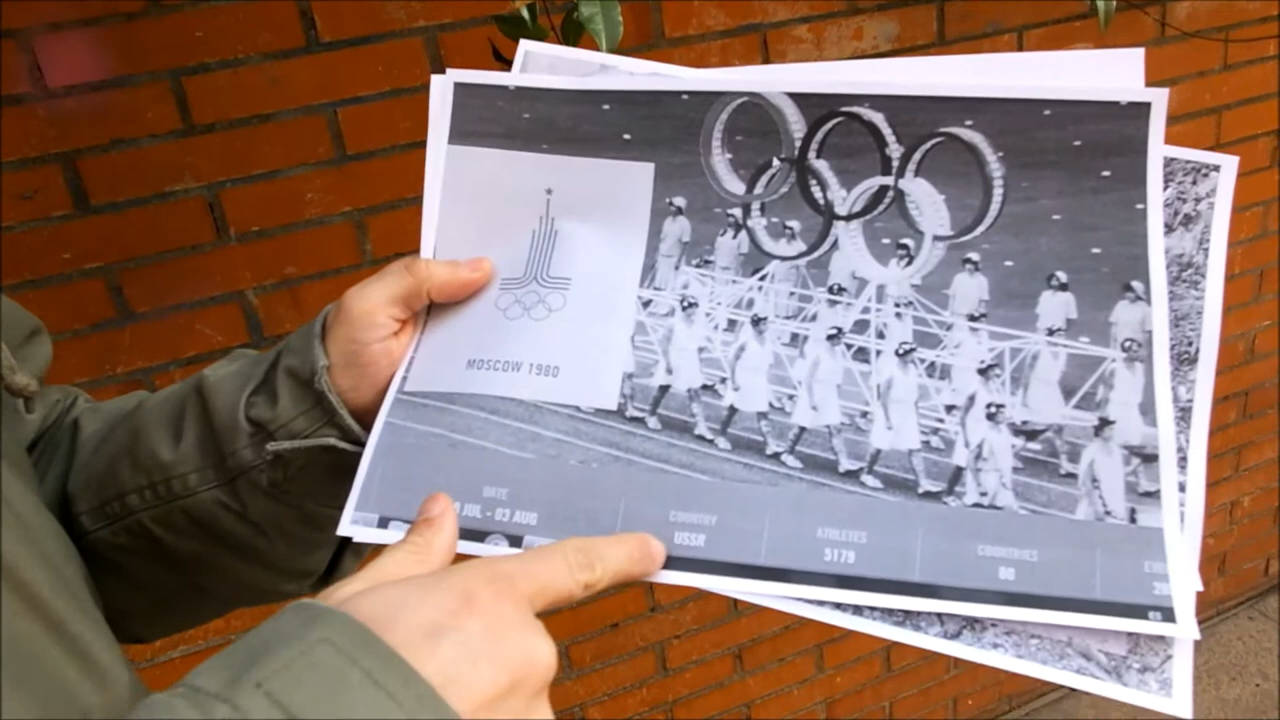 MOSCOW 1980
DATE
JUL - 03 AUG
COUNTRY
USSR
ATHLETES
5179
COUNTRIES
80